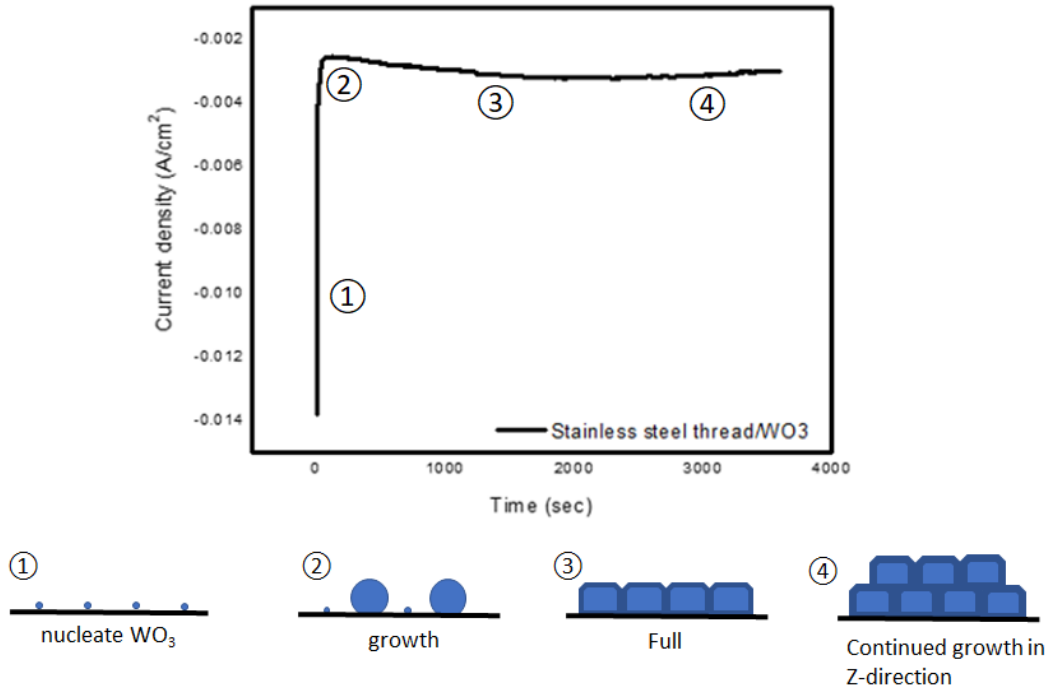 -0.002
-0.004
-0.006
-0.008
-0.010
-0.012
-0.014
Current density (A/cm²)
①
②
③
④
Stainless steel thread/WO3
0 1000 2000 3000 4000
Time (sec)
① ② ③ ④
nucleate WO₃ growth Full Continued growth in
Z-direction